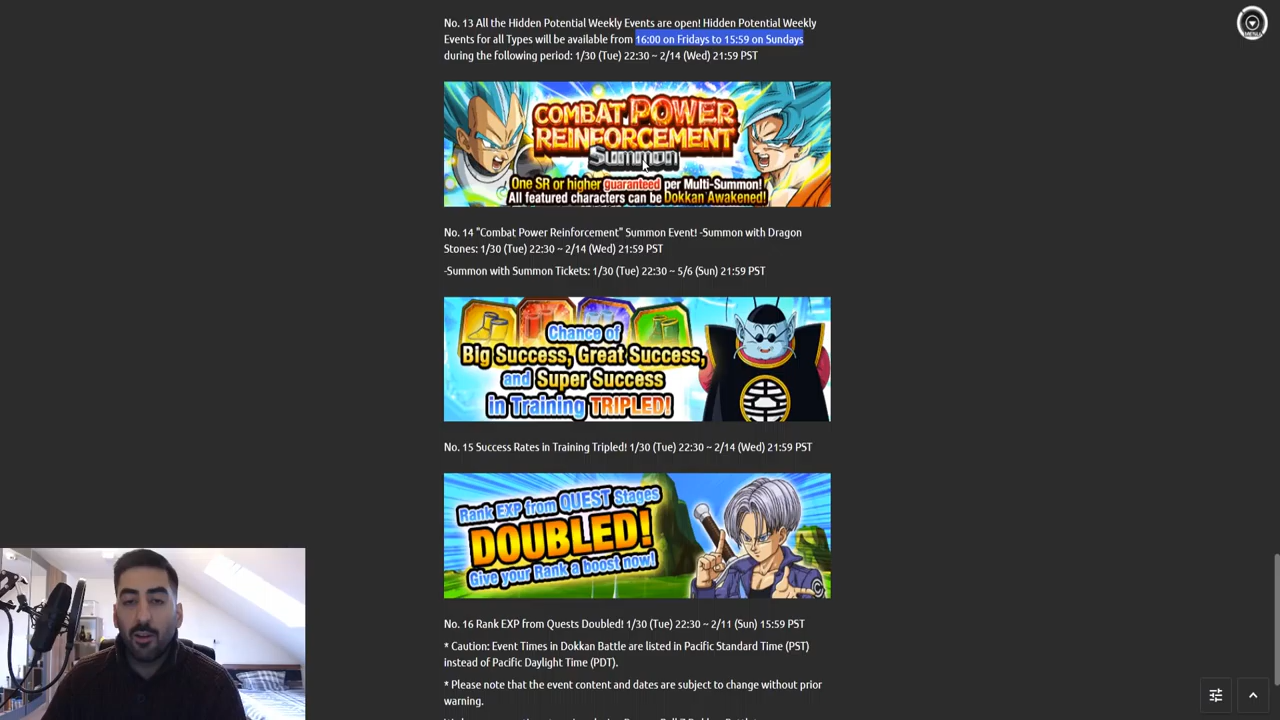 No. 13 All the Hidden Potential Weekly Events are open! Hidden Potential Weekly
Events for all Types will be available from 16:00 on Fridays to 15:59 on Sundays
during the following period: 1/30 (Tue) 22:30 ~ 2/14 (Wed) 21:59 PST
MENU
COMBAT POWER
REINFORCEMENT
Summon
One SR or higher guaranteed per Multi-Summon!
All featured characters can be Dokkan Awakened!
No. 14 "Combat Power Reinforcement" Summon Event! -Summon with Dragon
Stones: 1/30 (Tue) 22:30 ~ 2/14 (Wed) 21:59 PST
-Summon with Summon Tickets: 1/30 (Tue) 22:30 ~ 5/6 (Sun) 21:59 PST
Chance of
Big Success, Great Success,
and Super Success
in Training TRIPLED!
No. 15 Success Rates in Training Tripled! 1/30 (Tue) 22:30 ~ 2/14 (Wed) 21:59 PST
Rank EXP from QUEST Stages
DOUBLED!
Give your Rank a boost now!
No. 16 Rank EXP from Quests Doubled! 1/30 (Tue) 22:30 ~ 2/11 (Sun) 15:59 PST
* Caution: Event Times in Dokkan Battle are listed in Pacific Standard Time (PST)
instead of Pacific Daylight Time (PDT).
* Please note that the event content and dates are subject to change without prior
warning.